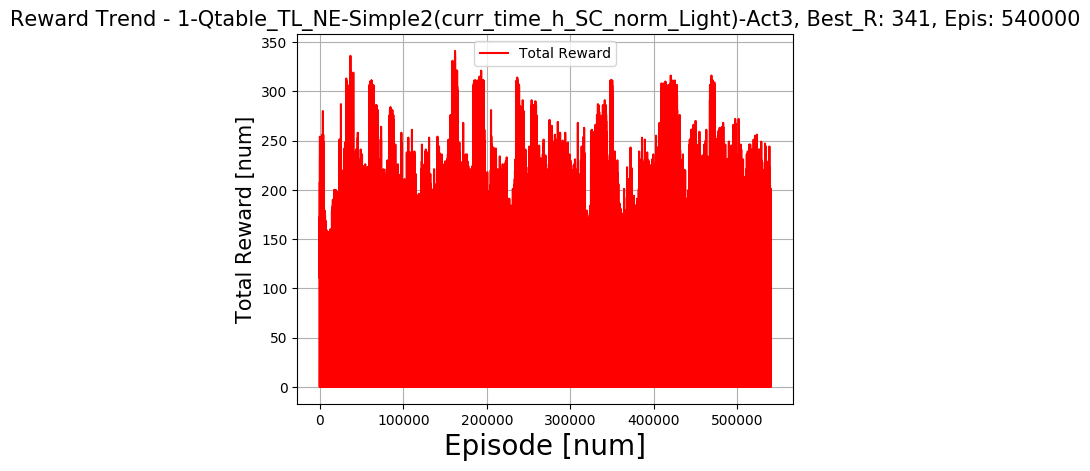 Reward Trend - 1-Qtable_TL_NE-Simple2(curr_time_h_SC_norm_Light)-Act3, Best_R: 341, Epis: 540000
Total Reward
350
300
250
200
150
100
50
0
Total Reward [num]
0 100000 200000 300000 400000 500000
Episode [num]